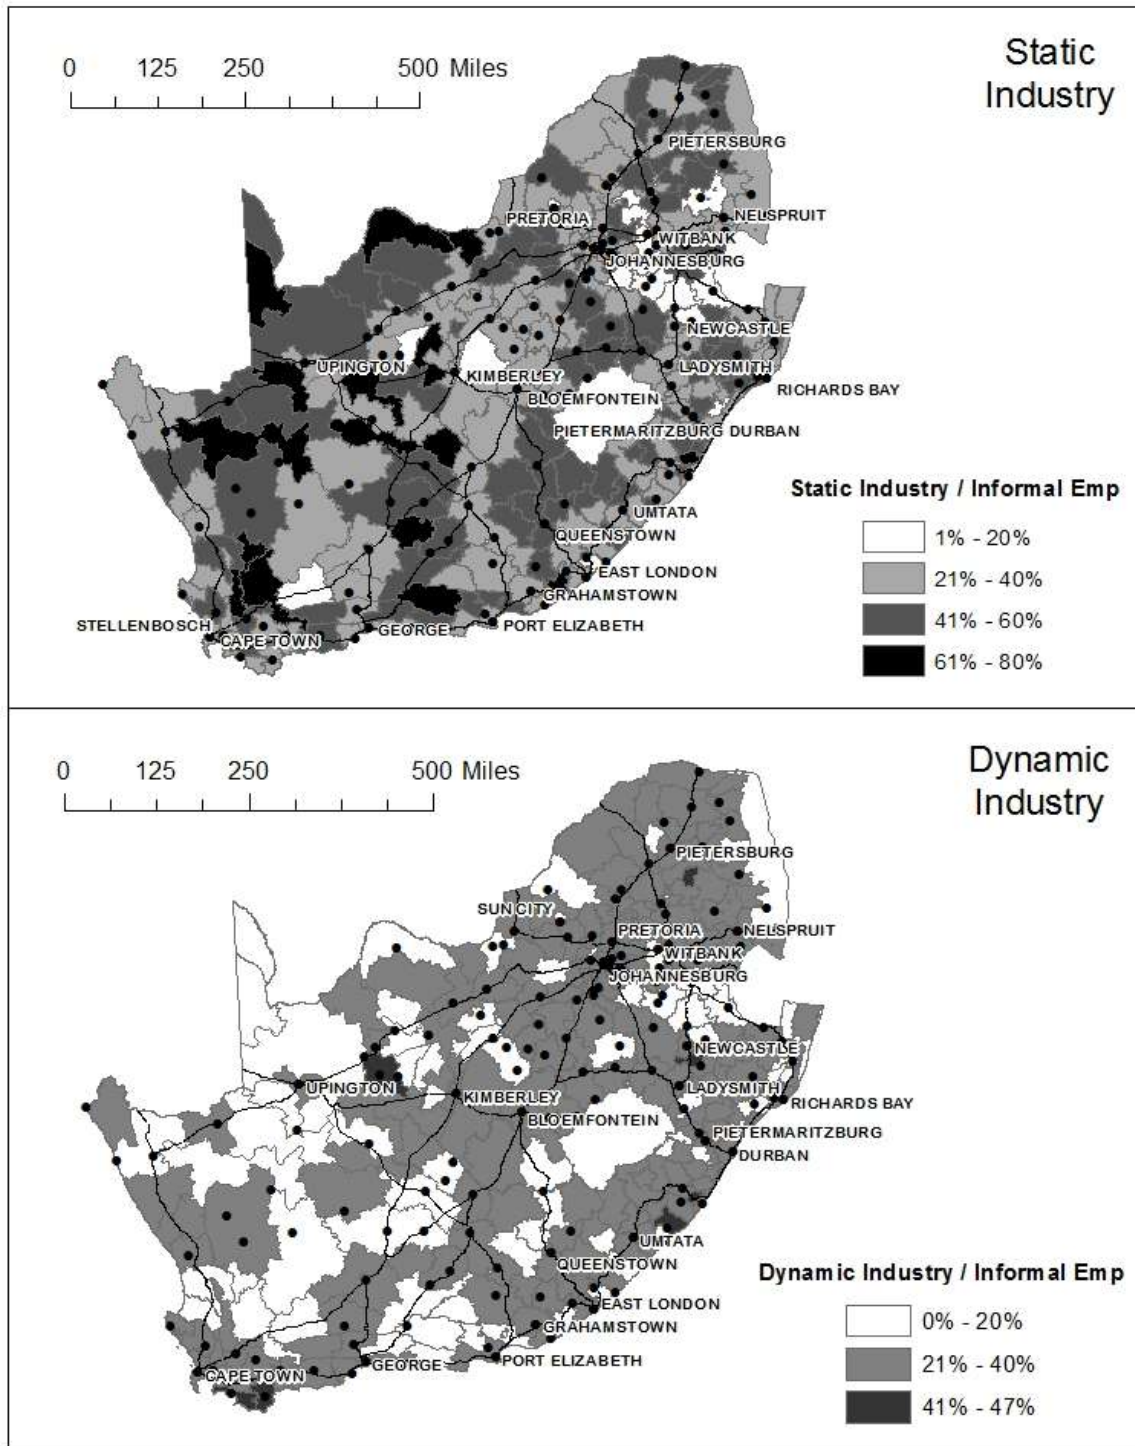 Static
Industry
0 125 250 500 Miles
PIETERSBURG
PRETORIA
NELSPRUIT
WITBANK
JOHANNESBURG
NEWCASTLE
UPINGTON
KIMBERLEY
LADYSMITH
RICHARDS BAY
BLOEMFONTEIN
PIETERMARITZBURG DURBAN
UMTATA
QUEENSTOWN
EAST LONDON
GRAHAMSTOWN
STELLENBOSCH
GEORGE
PORT ELIZABETH
CAPE TOWN
Static Industry / Informal Emp
1% - 20%
21% - 40%
41% - 60%
61% - 80%
Dynamic
Industry
0 125 250 500 Miles
PIETERSBURG
SUN CITY
PRETORIA
NELSPRUIT
WITBANK
JOHANNESBURG
NEWCASTLE
UPINGTON
KIMBERLEY
LADYSMITH
RICHARDS BAY
BLOEMFONTEIN
PIETERMARITZBURG
DURBAN
UMTATA
QUEENSTOWN
EAST LONDON
GRAHAMSTOWN
PORT ELIZABETH
GEORGE
CAPE TOWN
Dynamic Industry / Informal Emp
0% - 20%
21% - 40%
41% - 47%